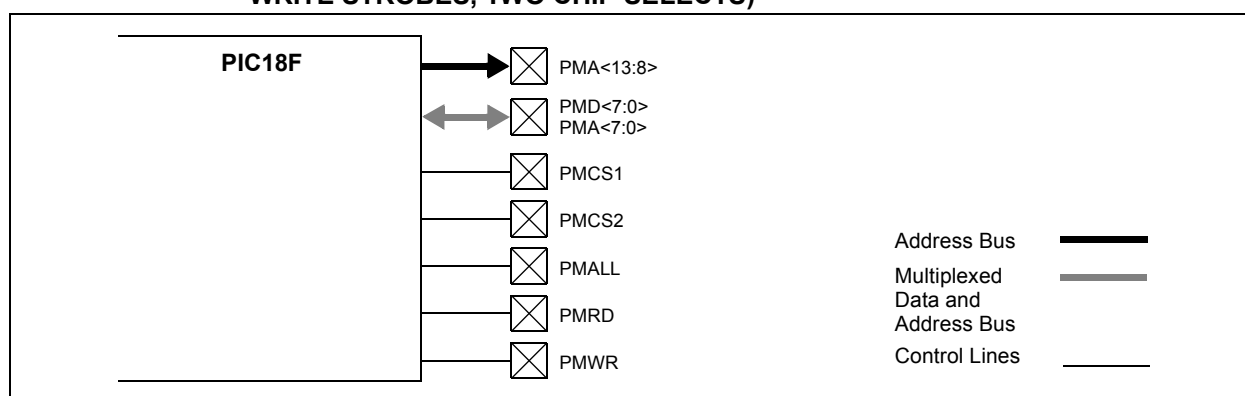 WRITE STROBES, TWO CHIP SELECTS)
PIC18F
PMA<13:8>
PMD<7:0>
PMA<7:0>
PMCS1
PMCS2
PMALL
PMRD
PMWR
Address Bus
Multiplexed
Data and
Address Bus
Control Lines